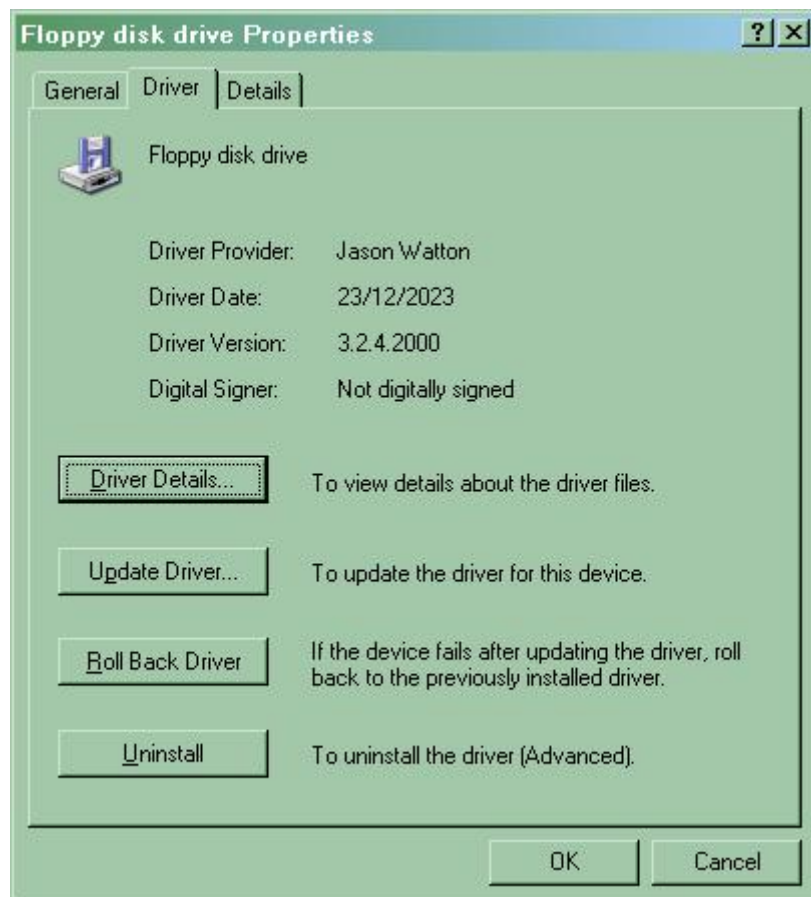 Floppy disk drive Properties
General Driver Details
Floppy disk drive
Driver Provider: Jason Watton
Driver Date: 23/12/2023
Driver Version: 3.2.4.2000
Digital Signer: Not digitally signed
Driver Details... To view details about the driver files.
Update Driver... To update the driver for this device.
Roll Back Driver If the device fails after updating the driver, roll
back to the previously installed driver.
Uninstall To uninstall the driver (Advanced).
OK Cancel